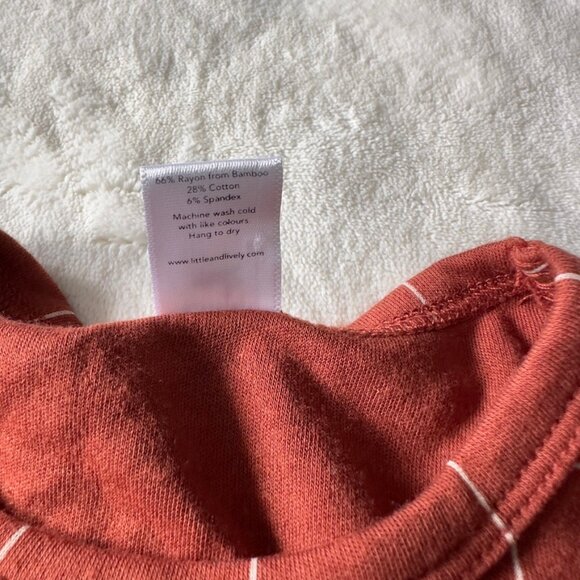 66% Rayon from Bamboo
28% Cotton
6% Spandex
Machine wash cold
with like colours
Hang to dry
www.littleandlively.com